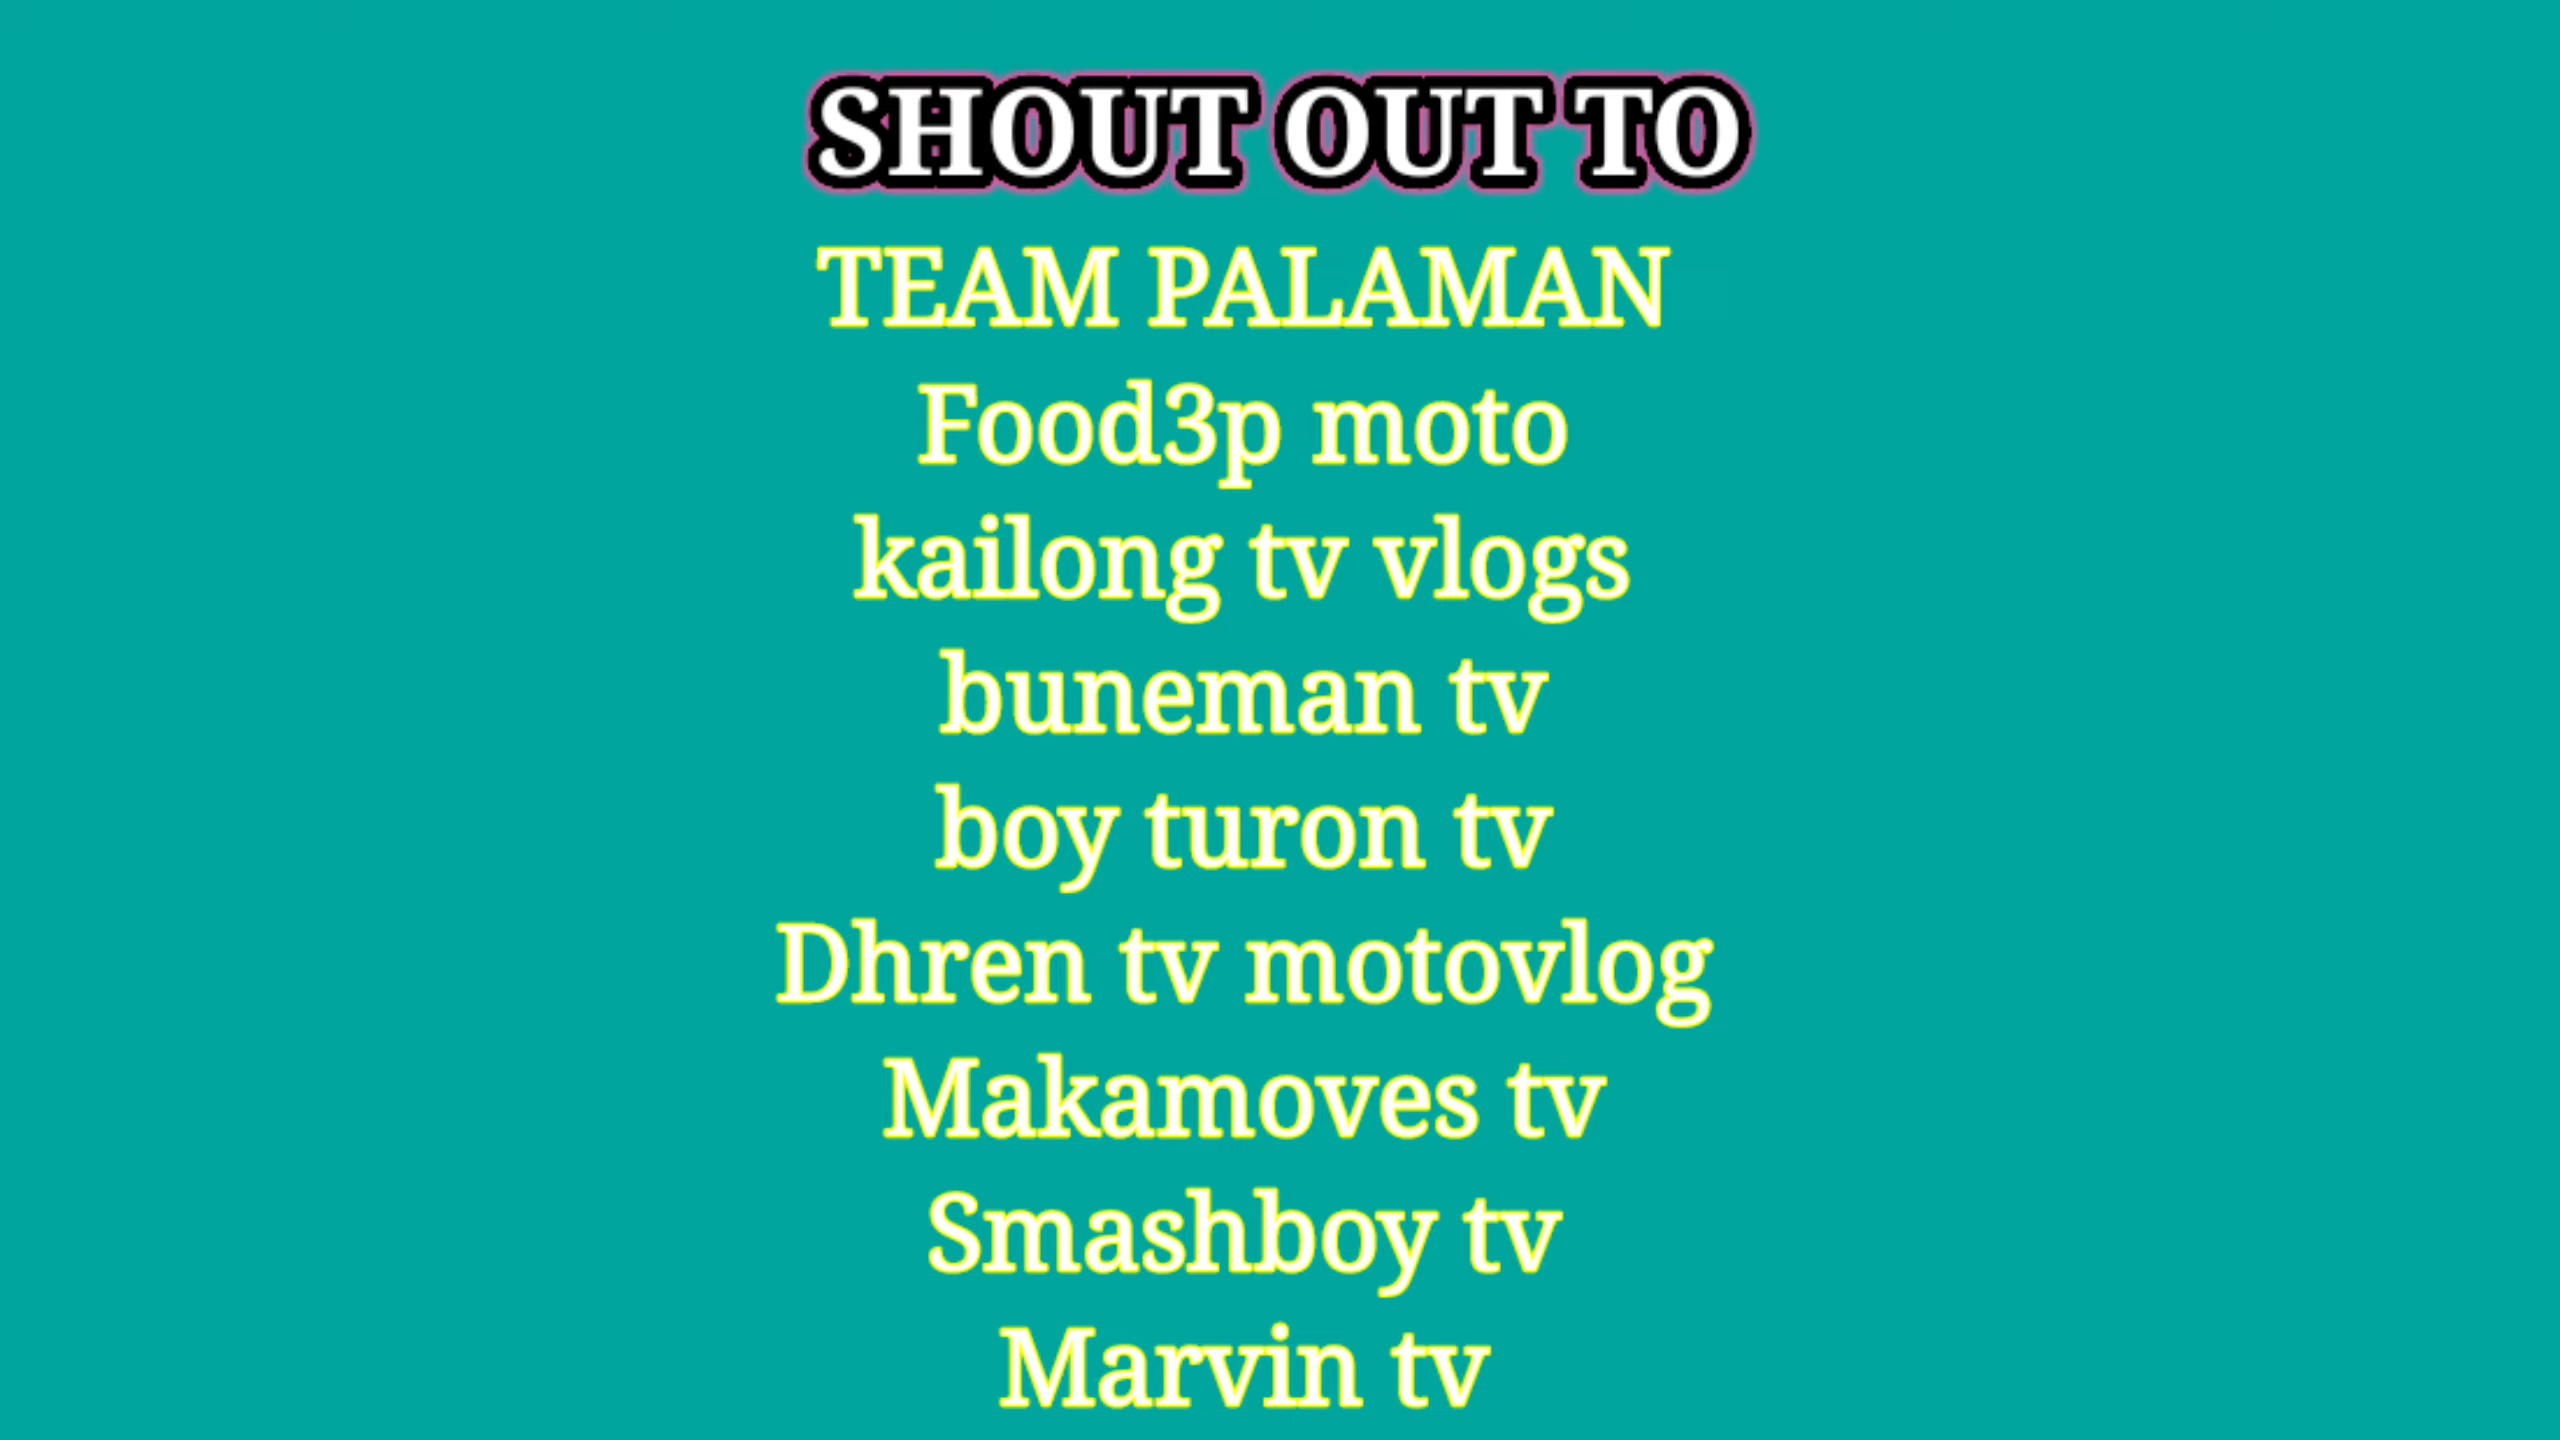 SHOUT OUT TO
TEAM PALAMAN
Food3p moto
kailong tv vlogs
buneman tv
boy turon tv
Dhren tv motovlog
Makamoves tv
Smashboy tv
Marvin tv